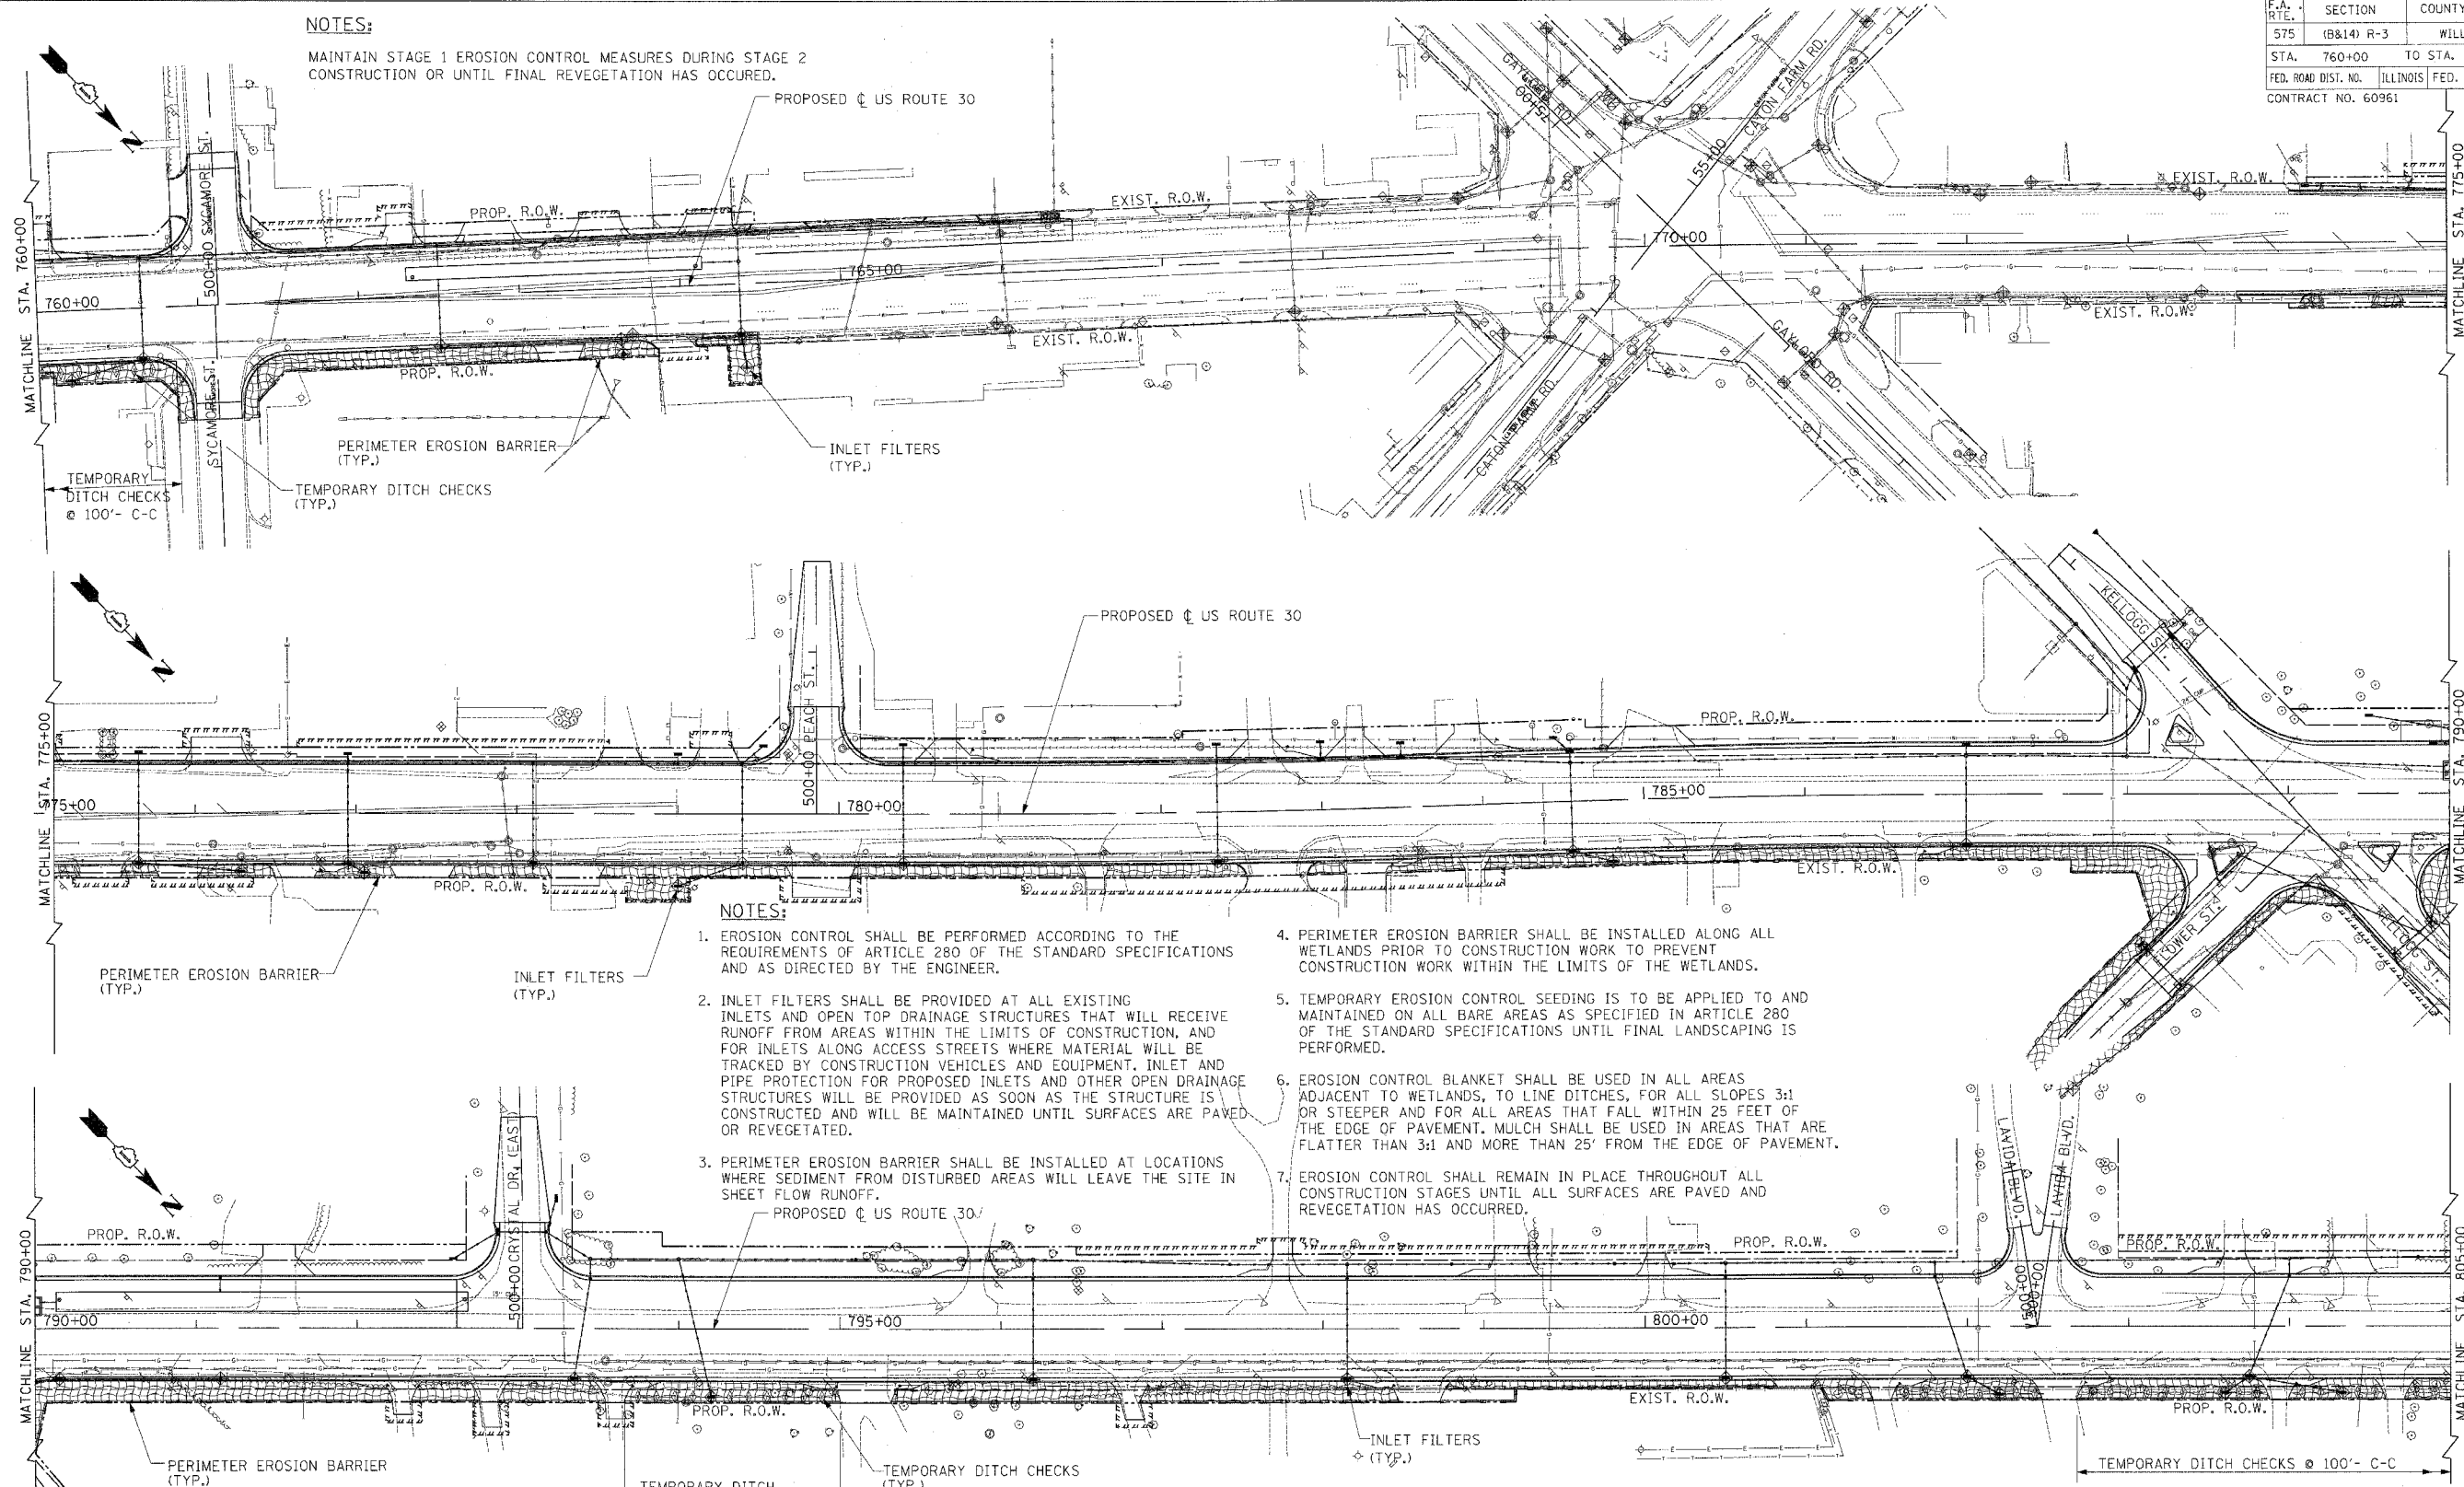 F.A. RTE. SECTION COUNTY
575 (B&14) R-3 WILL
STA. 760+00 TO STA.
FED. ROAD DIST. NO. ILLINOIS FED.
CONTRACT NO. 60961
NOTES:
MAINTAIN STAGE 1 EROSION CONTROL MEASURES DURING STAGE 2
CONSTRUCTION OR UNTIL FINAL REVEGETATION HAS OCCURED.
PROPOSED ℄ US ROUTE 30
N
MATCHLINE STA. 760+00
760+00
500+00 SYCAMORE ST.
SYCAMORE ST.
PROP. R.O.W.
EXIST. R.O.W.
765+00
GAYLORD RD.
75+00
CATON FARM RD.
155+00
770+00
EXIST. R.O.W.
MATCHLINE STA. 775+00
PROP. R.O.W.
EXIST. R.O.W.
CATON FARM RD.
GAYLORD RD.
EXIST. R.O.W.
PERIMETER EROSION BARRIER
(TYP.)
INLET FILTERS
(TYP.)
TEMPORARY
DITCH CHECKS
@ 100'- C-C
TEMPORARY DITCH CHECKS
(TYP.)
N
MATCHLINE STA. 775+00
775+00
500+00 PEACH ST.
PROPOSED ℄ US ROUTE 30
780+00
785+00
PROP. R.O.W.
KELLOGG ST.
MATCHLINE STA. 790+00
PROP. R.O.W.
EXIST. R.O.W.
LOWER ST.
KELLOGG ST.
PERIMETER EROSION BARRIER
(TYP.)
INLET FILTERS
(TYP.)
NOTES:
1. EROSION CONTROL SHALL BE PERFORMED ACCORDING TO THE
REQUIREMENTS OF ARTICLE 280 OF THE STANDARD SPECIFICATIONS
AND AS DIRECTED BY THE ENGINEER.
2. INLET FILTERS SHALL BE PROVIDED AT ALL EXISTING
INLETS AND OPEN TOP DRAINAGE STRUCTURES THAT WILL RECEIVE
RUNOFF FROM AREAS WITHIN THE LIMITS OF CONSTRUCTION, AND
FOR INLETS ALONG ACCESS STREETS WHERE MATERIAL WILL BE
TRACKED BY CONSTRUCTION VEHICLES AND EQUIPMENT. INLET AND
PIPE PROTECTION FOR PROPOSED INLETS AND OTHER OPEN DRAINAGE
STRUCTURES WILL BE PROVIDED AS SOON AS THE STRUCTURE IS
CONSTRUCTED AND WILL BE MAINTAINED UNTIL SURFACES ARE PAVED
OR REVEGETATED.
3. PERIMETER EROSION BARRIER SHALL BE INSTALLED AT LOCATIONS
WHERE SEDIMENT FROM DISTURBED AREAS WILL LEAVE THE SITE IN
SHEET FLOW RUNOFF.
4. PERIMETER EROSION BARRIER SHALL BE INSTALLED ALONG ALL
WETLANDS PRIOR TO CONSTRUCTION WORK TO PREVENT
CONSTRUCTION WORK WITHIN THE LIMITS OF THE WETLANDS.
5. TEMPORARY EROSION CONTROL SEEDING IS TO BE APPLIED TO AND
MAINTAINED ON ALL BARE AREAS AS SPECIFIED IN ARTICLE 280
OF THE STANDARD SPECIFICATIONS UNTIL FINAL LANDSCAPING IS
PERFORMED.
6. EROSION CONTROL BLANKET SHALL BE USED IN ALL AREAS
ADJACENT TO WETLANDS, TO LINE DITCHES, FOR ALL SLOPES 3:1
OR STEEPER AND FOR ALL AREAS THAT FALL WITHIN 25 FEET OF
THE EDGE OF PAVEMENT. MULCH SHALL BE USED IN AREAS THAT ARE
FLATTER THAN 3:1 AND MORE THAN 25' FROM THE EDGE OF PAVEMENT.
7. EROSION CONTROL SHALL REMAIN IN PLACE THROUGHOUT ALL
CONSTRUCTION STAGES UNTIL ALL SURFACES ARE PAVED AND
REVEGETATION HAS OCCURRED.
N
MATCHLINE STA. 790+00
PROP. R.O.W.
790+00
500+00 CRYSTAL DR. (EAST)
PROPOSED ℄ US ROUTE 30
795+00
800+00
PROP. R.O.W.
LAVIDA BLVD.
LAVIDA BLVD.
500+00
500+00
PROP. R.O.W.
MATCHLINE STA. 805+00
PROP. R.O.W.
EXIST. R.O.W.
PROP. R.O.W.
PERIMETER EROSION BARRIER
(TYP.)
TEMPORARY DITCH
TEMPORARY DITCH CHECKS
(TYP.)
INLET FILTERS
(TYP.)
TEMPORARY DITCH CHECKS @ 100'- C-C